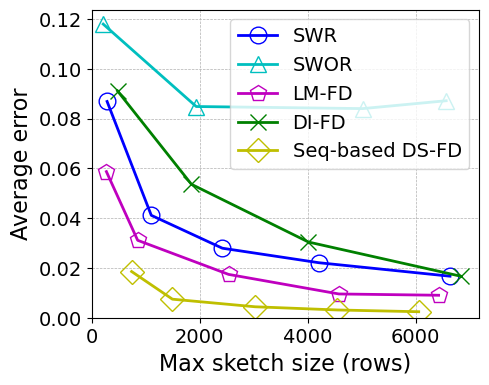 0.12
0.10
0.08
0.06
0.04
0.02
0.00
Average error
SWR
SWOR
LM-FD
DI-FD
Seq-based DS-FD
0 2000 4000 6000
Max sketch size (rows)